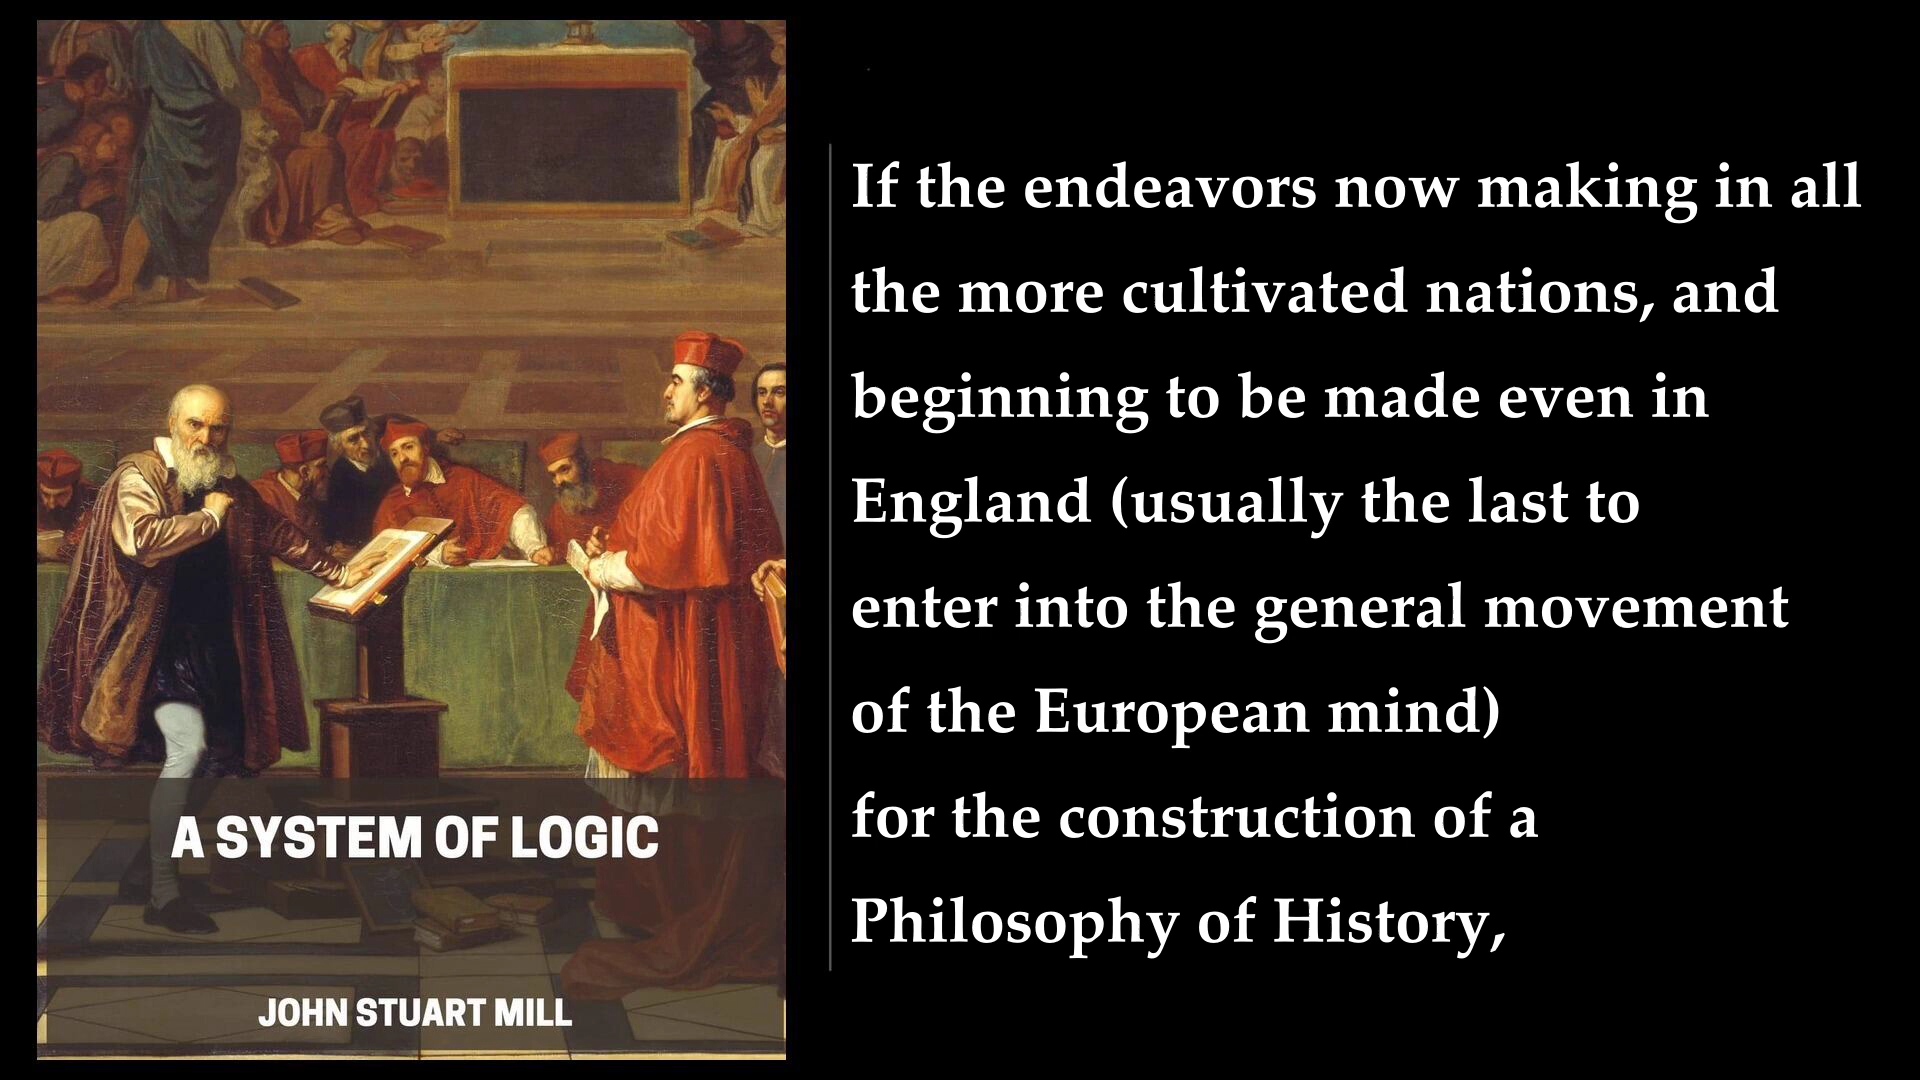 A SYSTEM OF LOGIC
JOHN STUART MILL
If the endeavors now making in all
the more cultivated nations, and
beginning to be made even in
England (usually the last to
enter into the general movement
of the European mind)
for the construction of a
Philosophy of History,